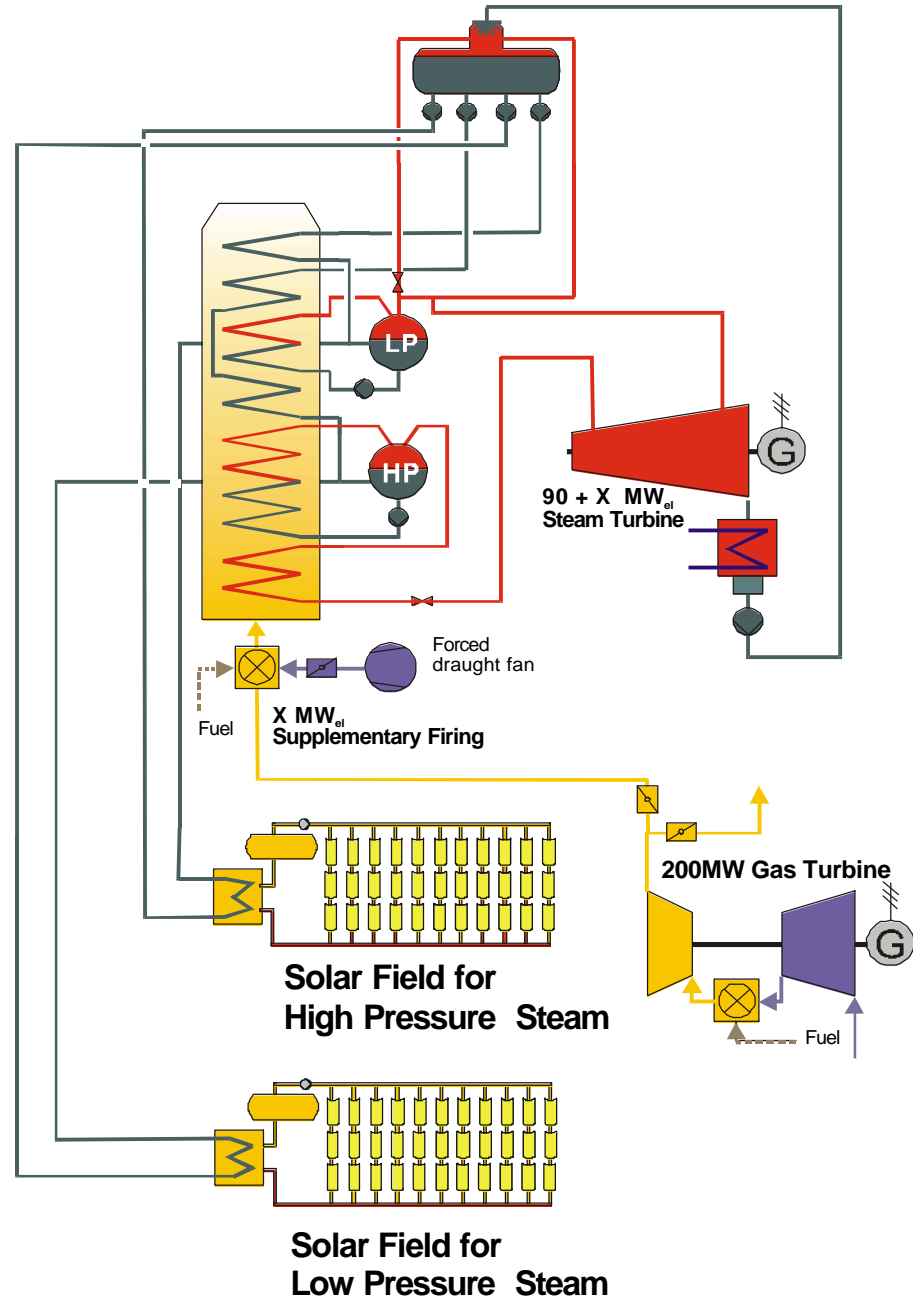 LP
HP
G
90 + X MWel
Steam Turbine
Forced
draught fan
Fuel
X MWel
Supplementary Firing
200MW Gas Turbine
G
Fuel
Solar Field for
High Pressure Steam
Solar Field for
Low Pressure Steam